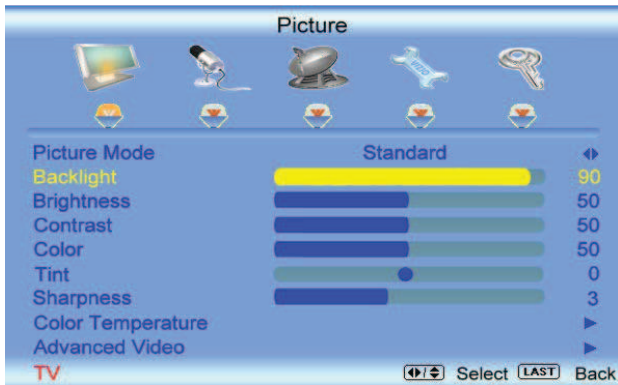 Picture
VIZIO
Picture Mode Standard
Backlight 90
Brightness 50
Contrast 50
Color 50
Tint 0
Sharpness 3
Color Temperature
Advanced Video
TV Select LAST Back